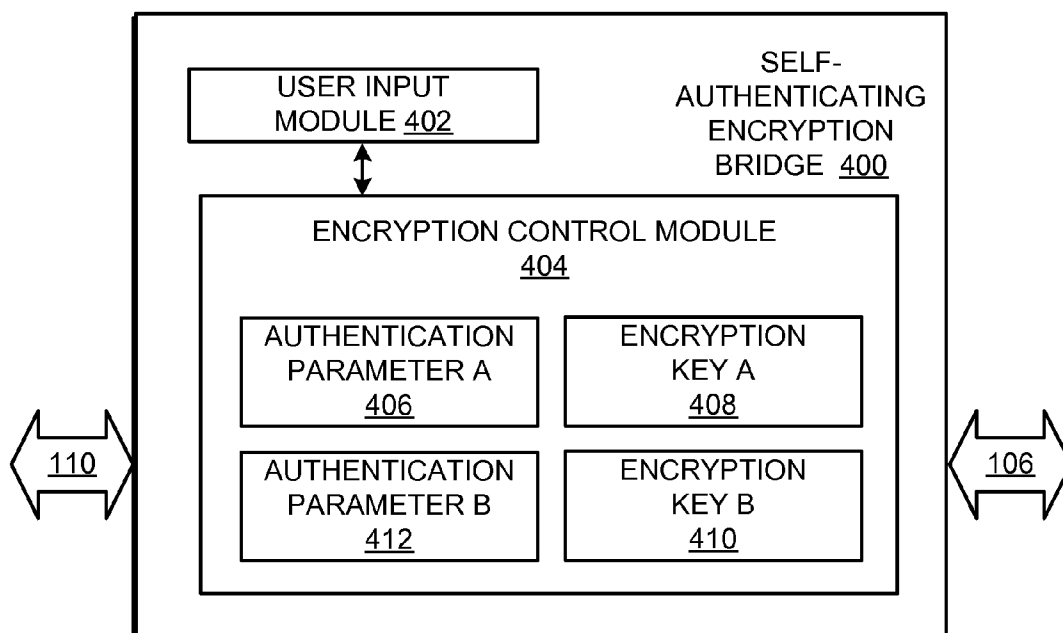 USER INPUT
MODULE 402
SELF-
AUTHENTICATING
ENCRYPTION
BRIDGE 400
ENCRYPTION CONTROL MODULE
404
AUTHENTICATION
PARAMETER A
406
ENCRYPTION
KEY A
408
AUTHENTICATION
PARAMETER B
412
ENCRYPTION
KEY B
410
110
106